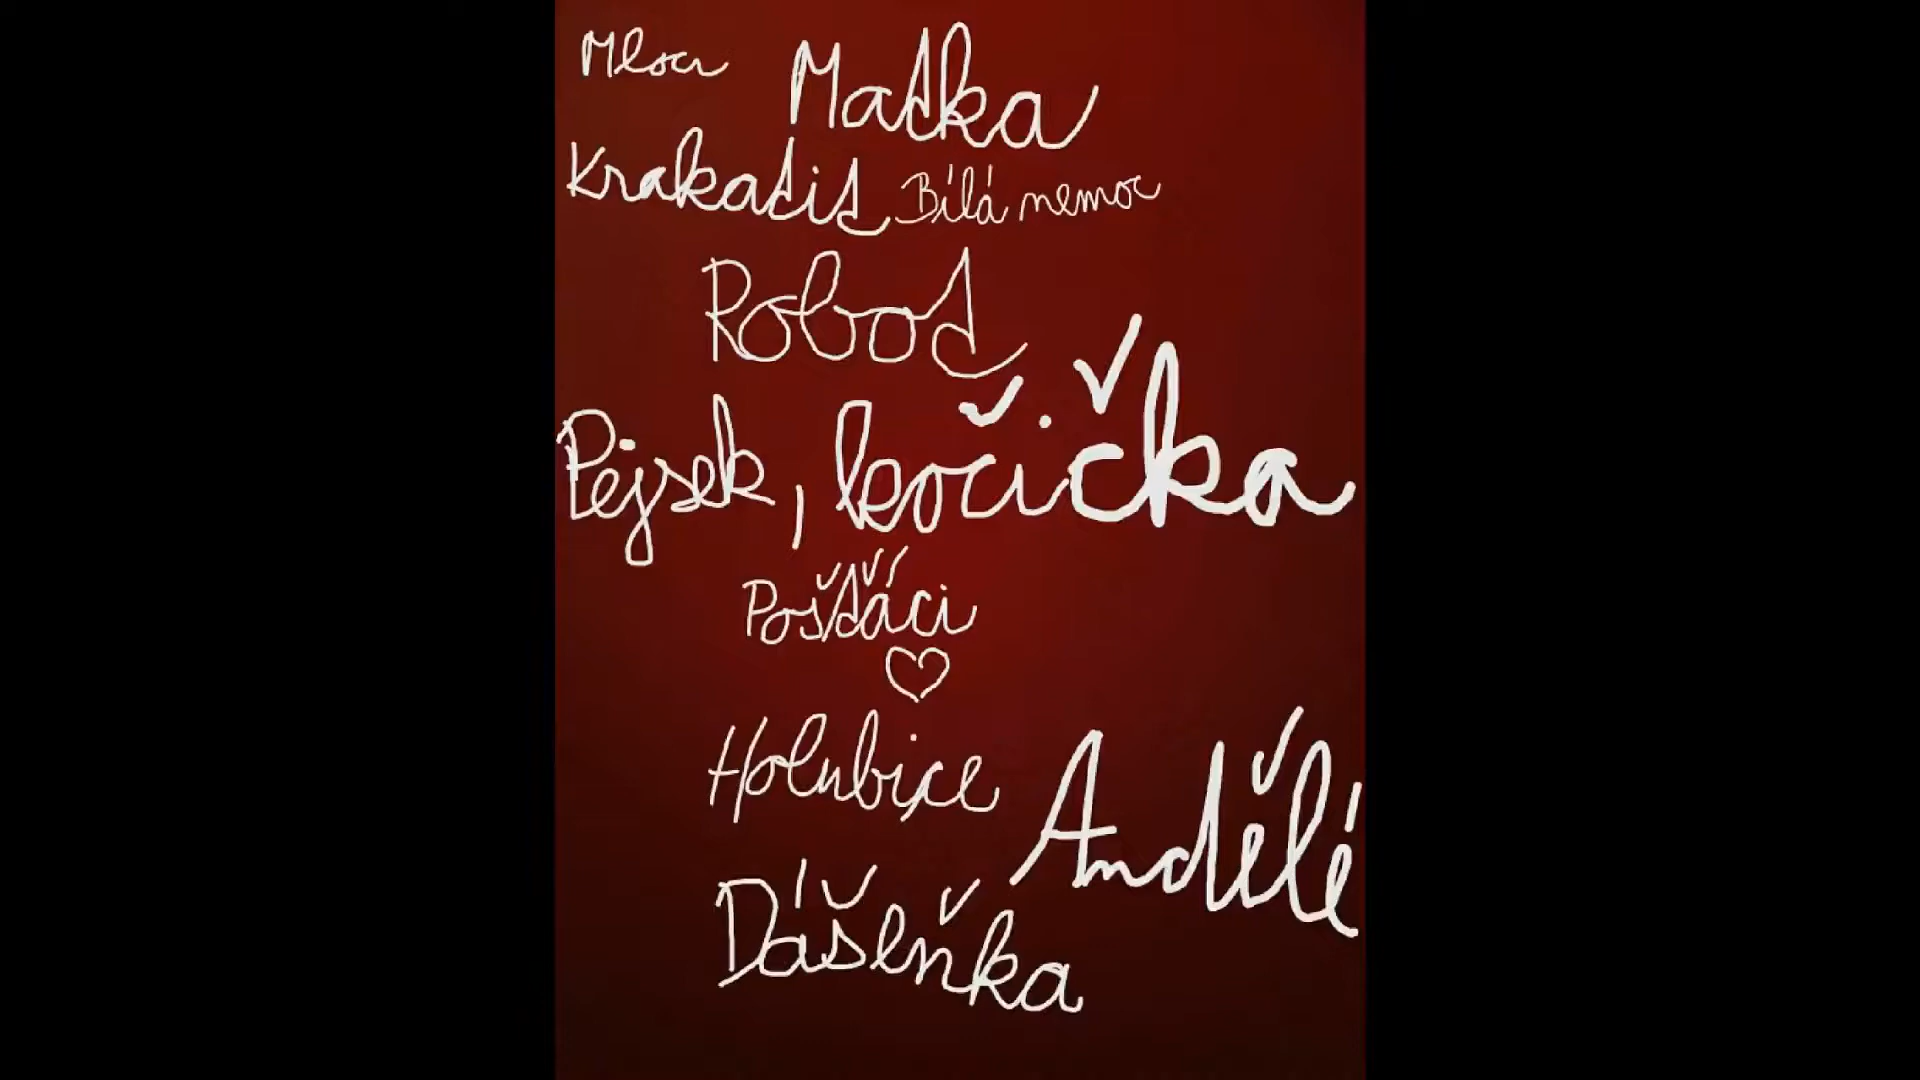 Mloci Matka
Krakatit Bílá nemoc
Robot
Pejsek, kočička
Pošťáci
Holubice
Andělé
Dášeňka